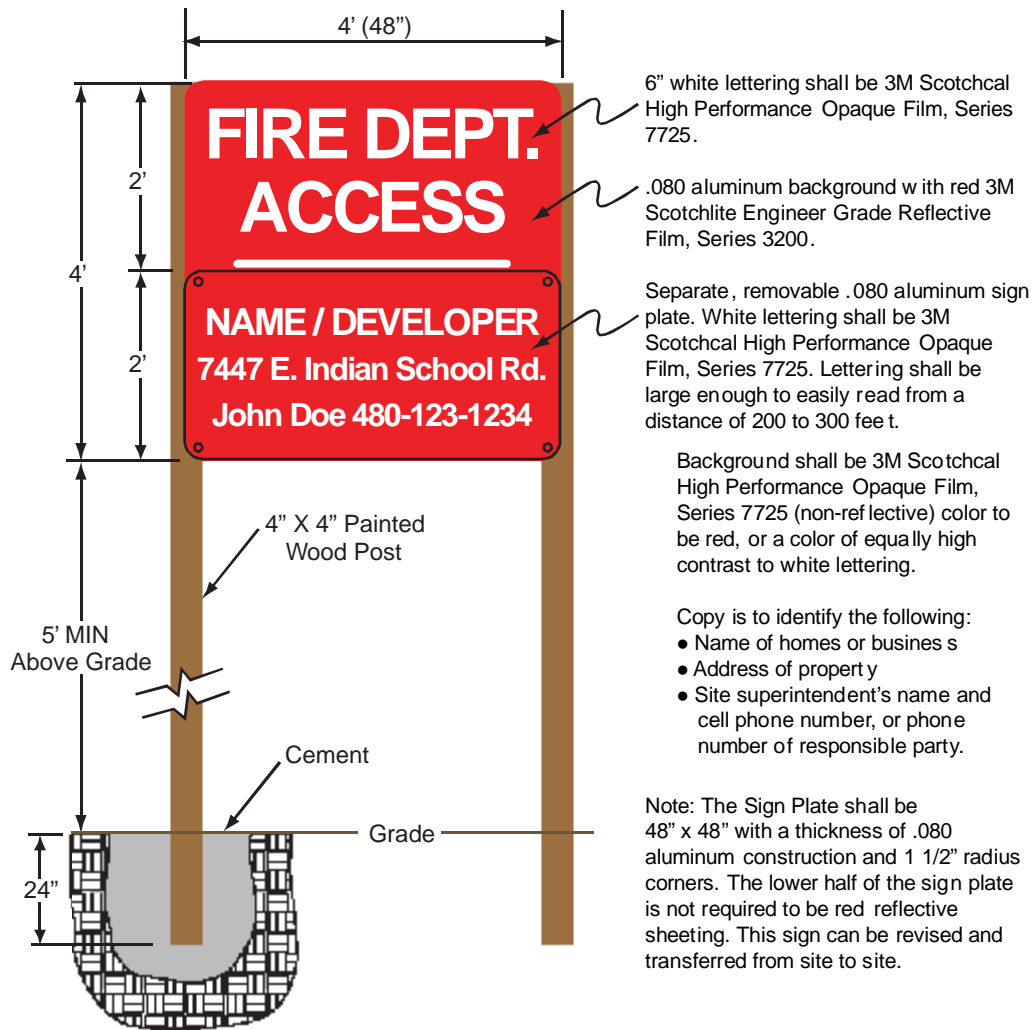 4’ (48”)
FIRE DEPT.
ACCESS
2’
4’
2’
NAME / DEVELOPER
7447 E. Indian School Rd.
John Doe 480-123-1234
4” X 4” Painted
Wood Post
5’ MIN
Above Grade
Cement
Grade
24”
6” white lettering shall be 3M Scotchcal
High Performance Opaque Film, Series
7725.
.080 aluminum background with red 3M
Scotchlite Engineer Grade Reflective
Film, Series 3200.
Separate, removable .080 aluminum sign
plate. White lettering shall be 3M
Scotchcal High Performance Opaque
Film, Series 7725. Lettering shall be
large enough to easily read from a
distance of 200 to 300 feet.
Background shall be 3M Scotchcal
High Performance Opaque Film,
Series 7725 (non-reflective) color to
be red, or a color of equally high
contrast to white lettering.
Copy is to identify the following:
● Name of homes or business
● Address of property
● Site superintendent’s name and
cell phone number, or phone
number of responsible party.
Note: The Sign Plate shall be
48” x 48” with a thickness of .080
aluminum construction and 1 1/2” radius
corners. The lower half of the sign plate
is not required to be red reflective
sheeting. This sign can be revised and
transferred from site to site.